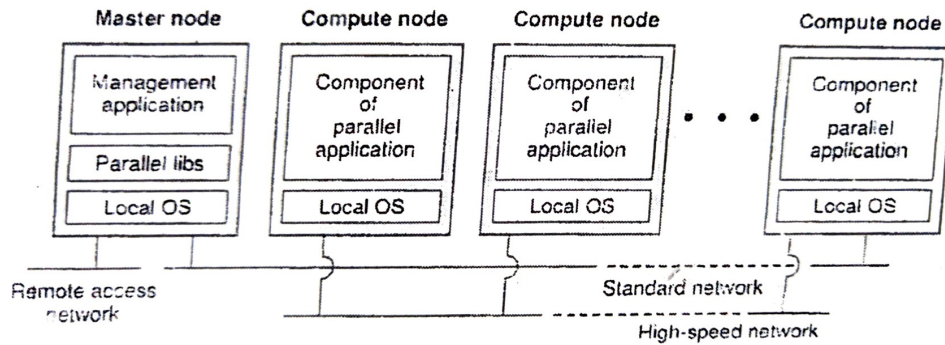 Master node
Compute node
Compute node
Compute node
Management
application
Parallel libs
Local OS
Component
of
parallel
application
Local OS
Component
of
parallel
application
Local OS
Component
of
parallel
application
Local OS
Remote access
network
Standard network
High-speed network